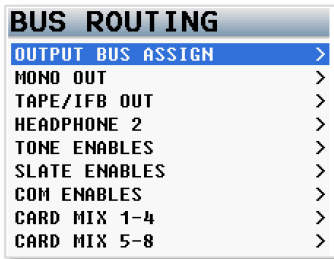 BUS ROUTING
OUTPUT BUS ASSIGN >
MONO OUT >
TAPE/IFB OUT >
HEADPHONE 2 >
TONE ENABLES >
SLATE ENABLES >
COM ENABLES >
CARD MIX 1-4 >
CARD MIX 5-8 >